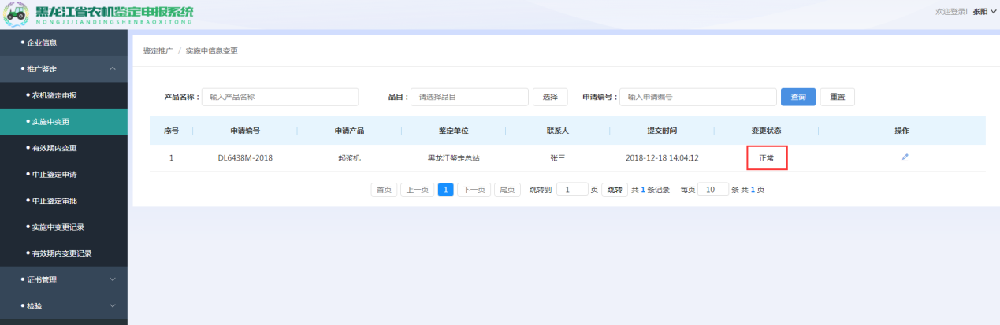 黑龙江省农机鉴定申报系统
NONGJIJIANDINGSHENBAOXITONG
欢迎登录! 张阳
企业信息
推广鉴定
农机鉴定申报
实施中变更
有效期内变更
中止鉴定申请
中止鉴定审批
实施中变更记录
有效期内变更记录
证书管理
检验
鉴定推广 / 实施中信息变更
产品名称: 输入产品名称 品目: 请选择品目 选择 申请编号: 输入申请编号 查询 重置
序号 申请编号 申请产品 鉴定单位 联系人 提交时间 变更状态 操作
1 DL6438M-2018 起浆机 黑龙江鉴定总站 张三 2018-12-18 14:04:12 正常
首页 上一页 1 下一页 尾页 跳转到 1 页 跳转 共 1 条记录 每页 10 条 共 1 页